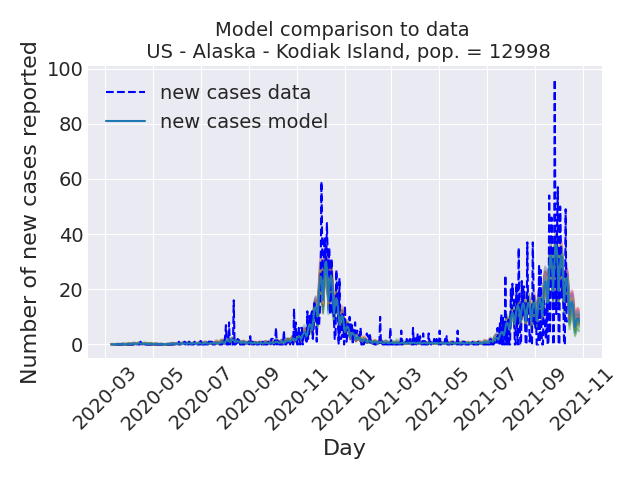 Model comparison to data
US - Alaska - Kodiak Island, pop. = 12998
Number of new cases reported
100
80
60
40
20
0
new cases data
new cases model
2020-03
2020-05
2020-07
2020-09
2020-11
2021-01
2021-03
2021-05
2021-07
2021-09
2021-11
Day